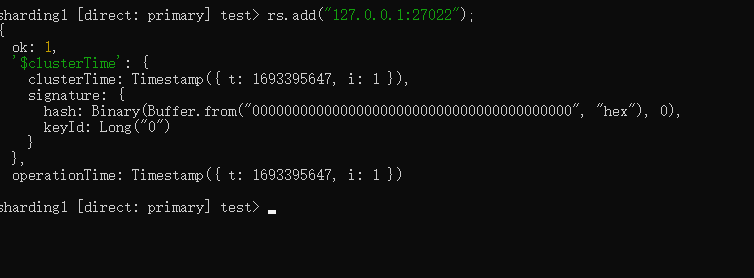 sharding1 [direct: primary] test> rs.add("127.0.0.1:27022");
{
  ok: 1,
  '$clusterTime': {
    clusterTime: Timestamp({ t: 1693395647, i: 1 }),
    signature: {
      hash: Binary(Buffer.from("0000000000000000000000000000000000000000", "hex"), 0),
      keyId: Long("0")
    }
  },
  operationTime: Timestamp({ t: 1693395647, i: 1 })
sharding1 [direct: primary] test>